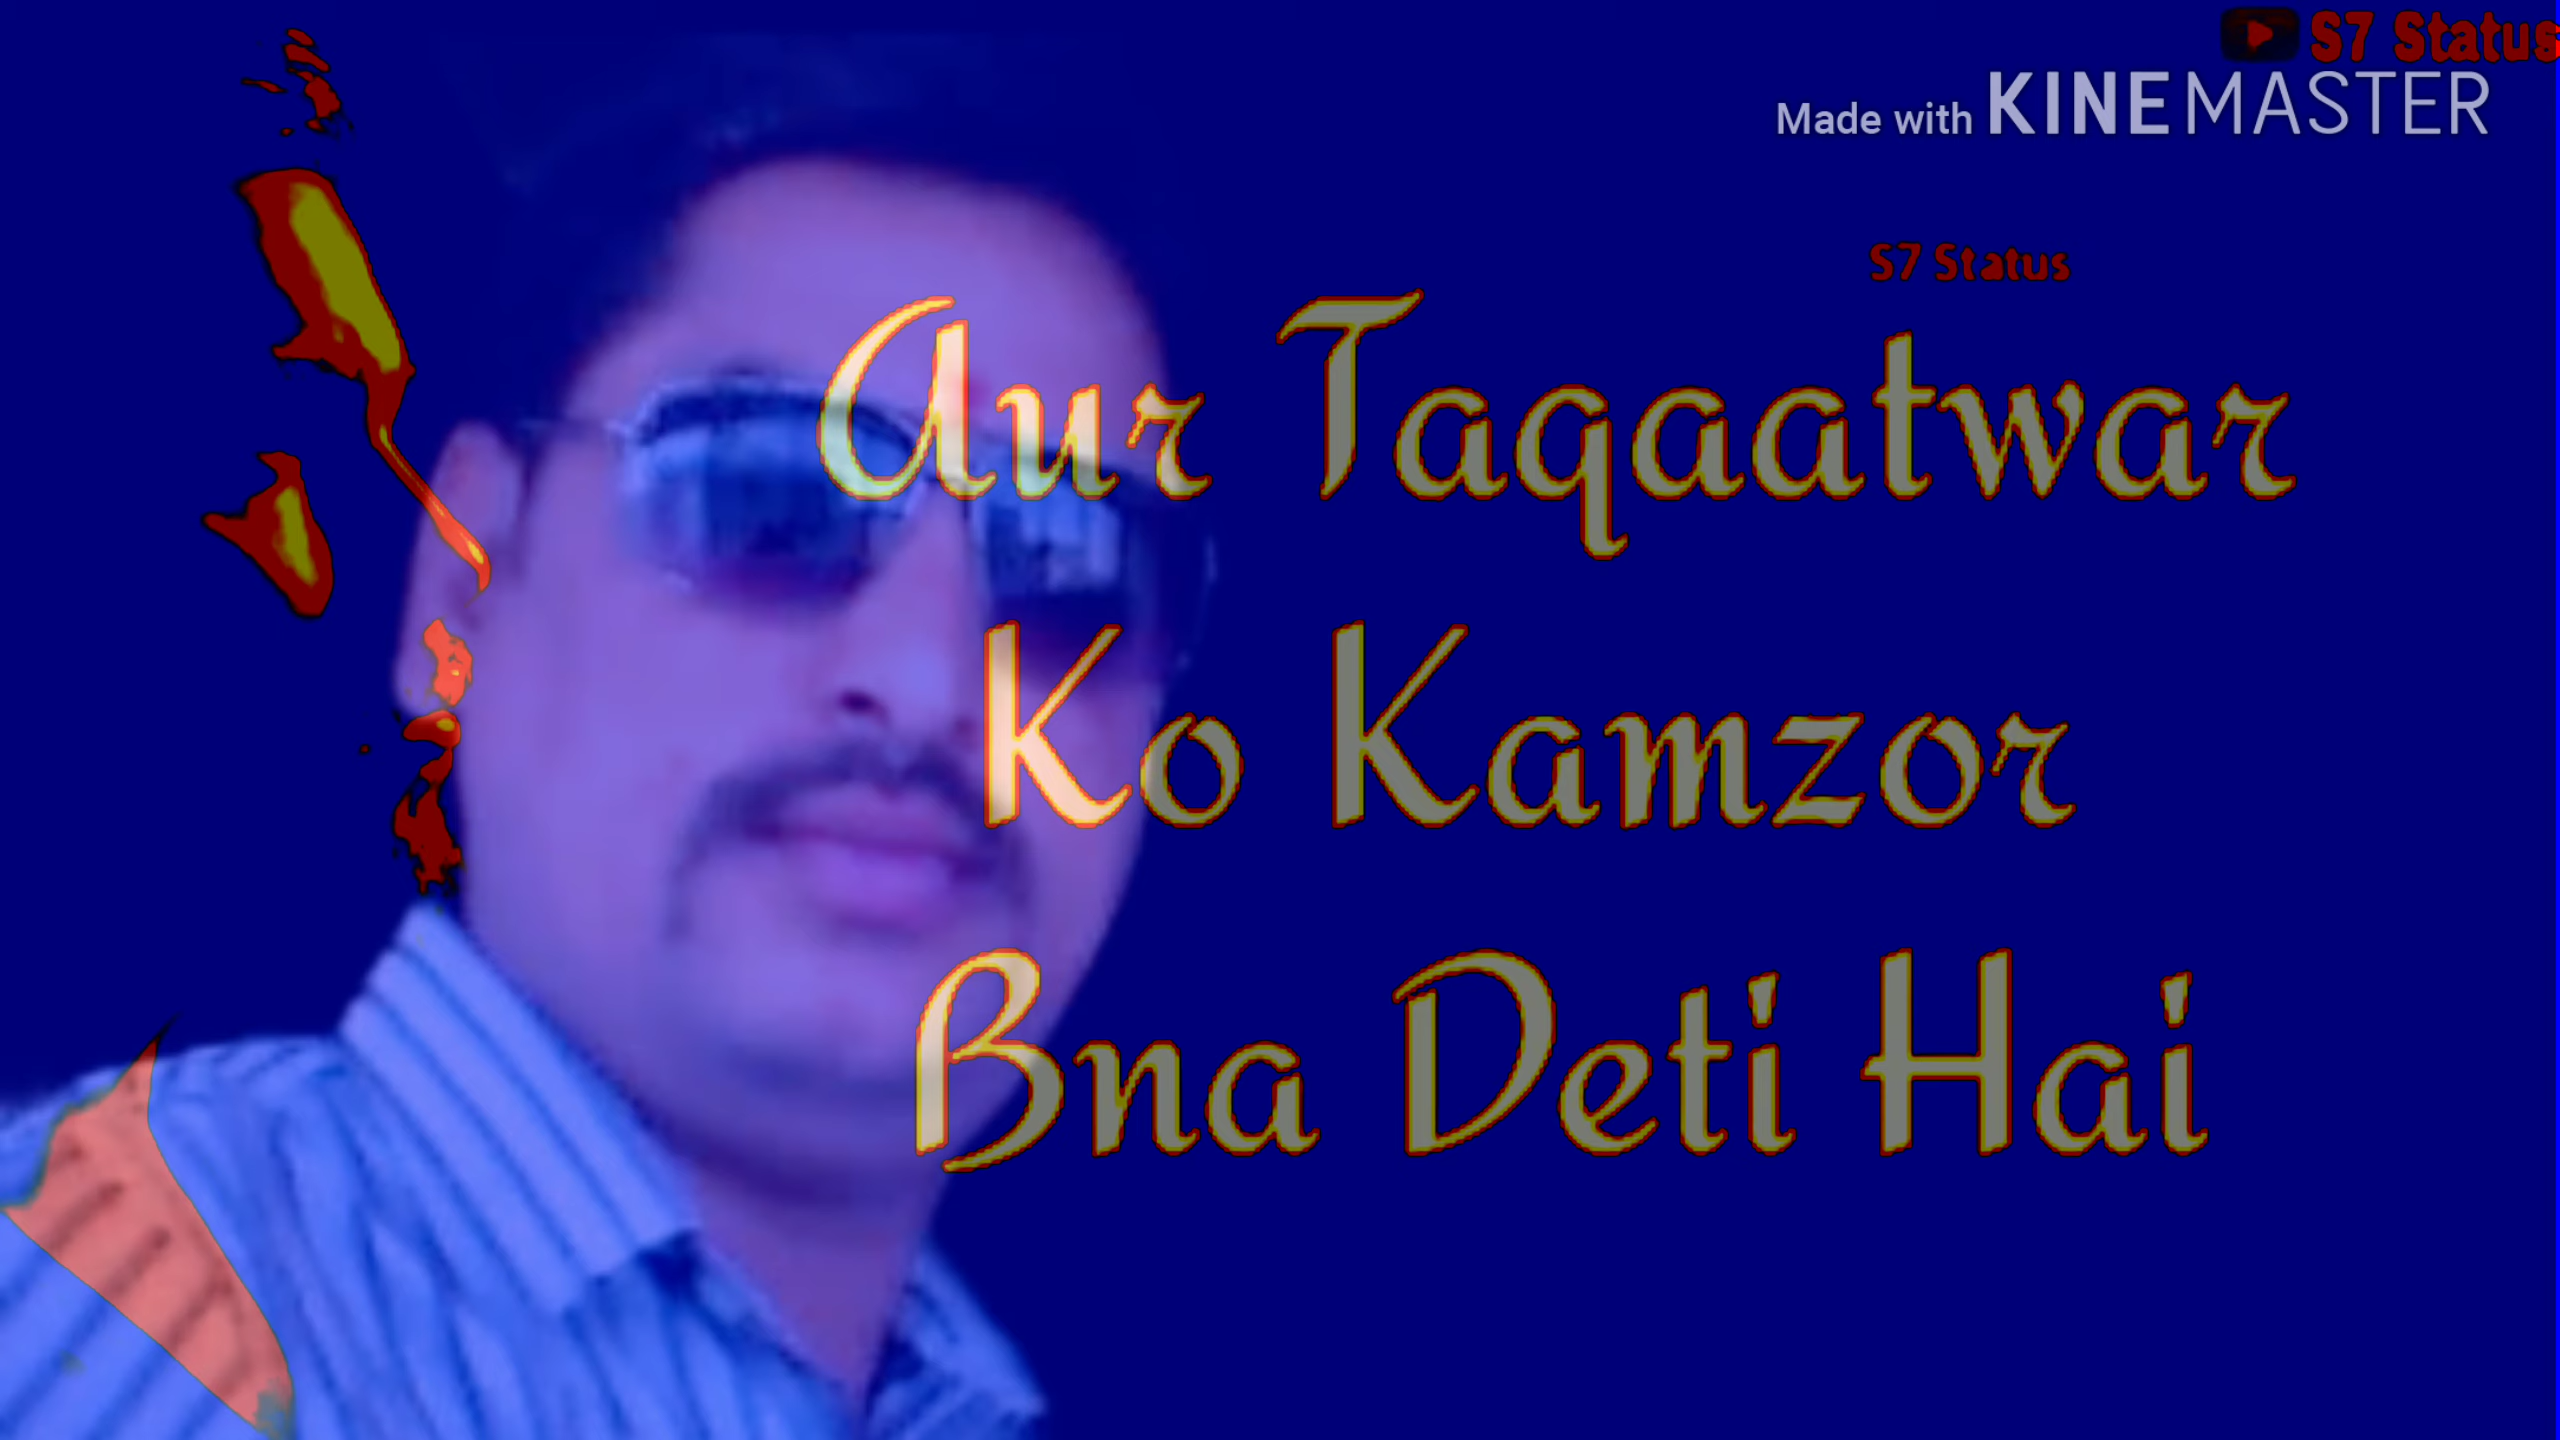 S7 Status
Made with KINEMASTER
S7 Status
Aur Taqaatwar
Ko Kamzor
Bna Deti Hai